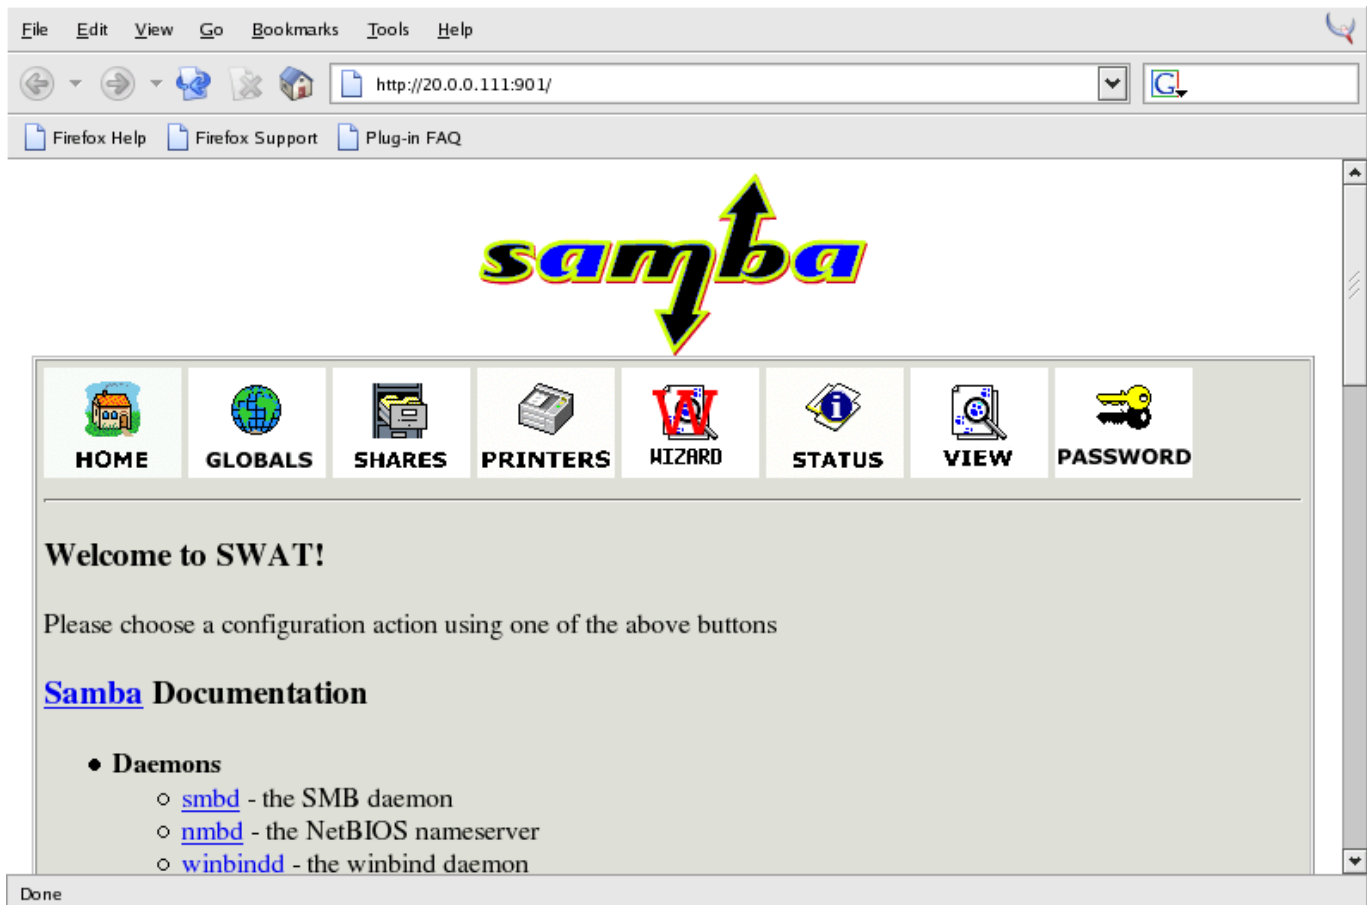 File Edit View Go Bookmarks Tools Help
http://20.0.0.111:901/
G
Firefox Help Firefox Support Plug-in FAQ
samba
HOME GLOBALS SHARES PRINTERS WIZARD STATUS VIEW PASSWORD
Welcome to SWAT!
Please choose a configuration action using one of the above buttons
Samba Documentation
Daemons
smbd - the SMB daemon
nmbd - the NetBIOS nameserver
winbindd - the winbind daemon
Done